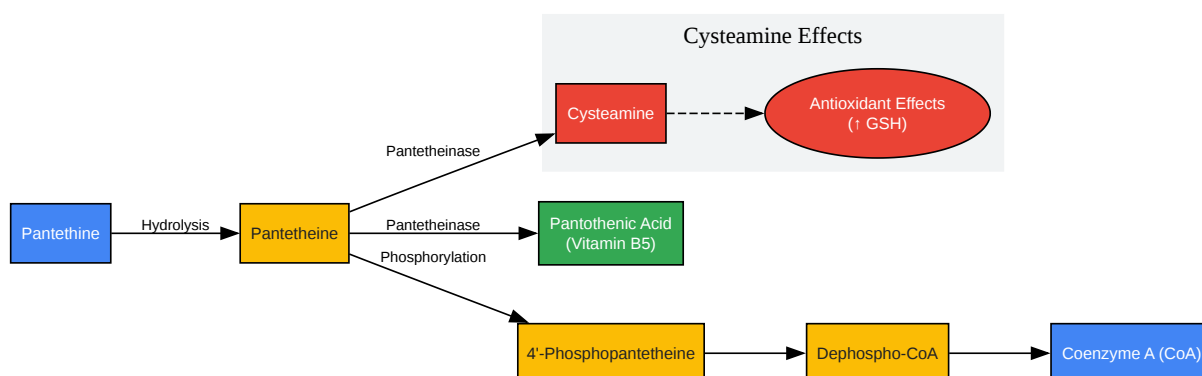 Cysteamine Effects
Cysteamine
Antioxidant Effects
(↑ GSH)
Pantetheinase
Pantethine
Hydrolysis
Pantetheine
Pantetheinase
Pantothenic Acid
(Vitamin B5)
Phosphorylation
4'-Phosphopantetheine
Dephospho-CoA
Coenzyme A (CoA)